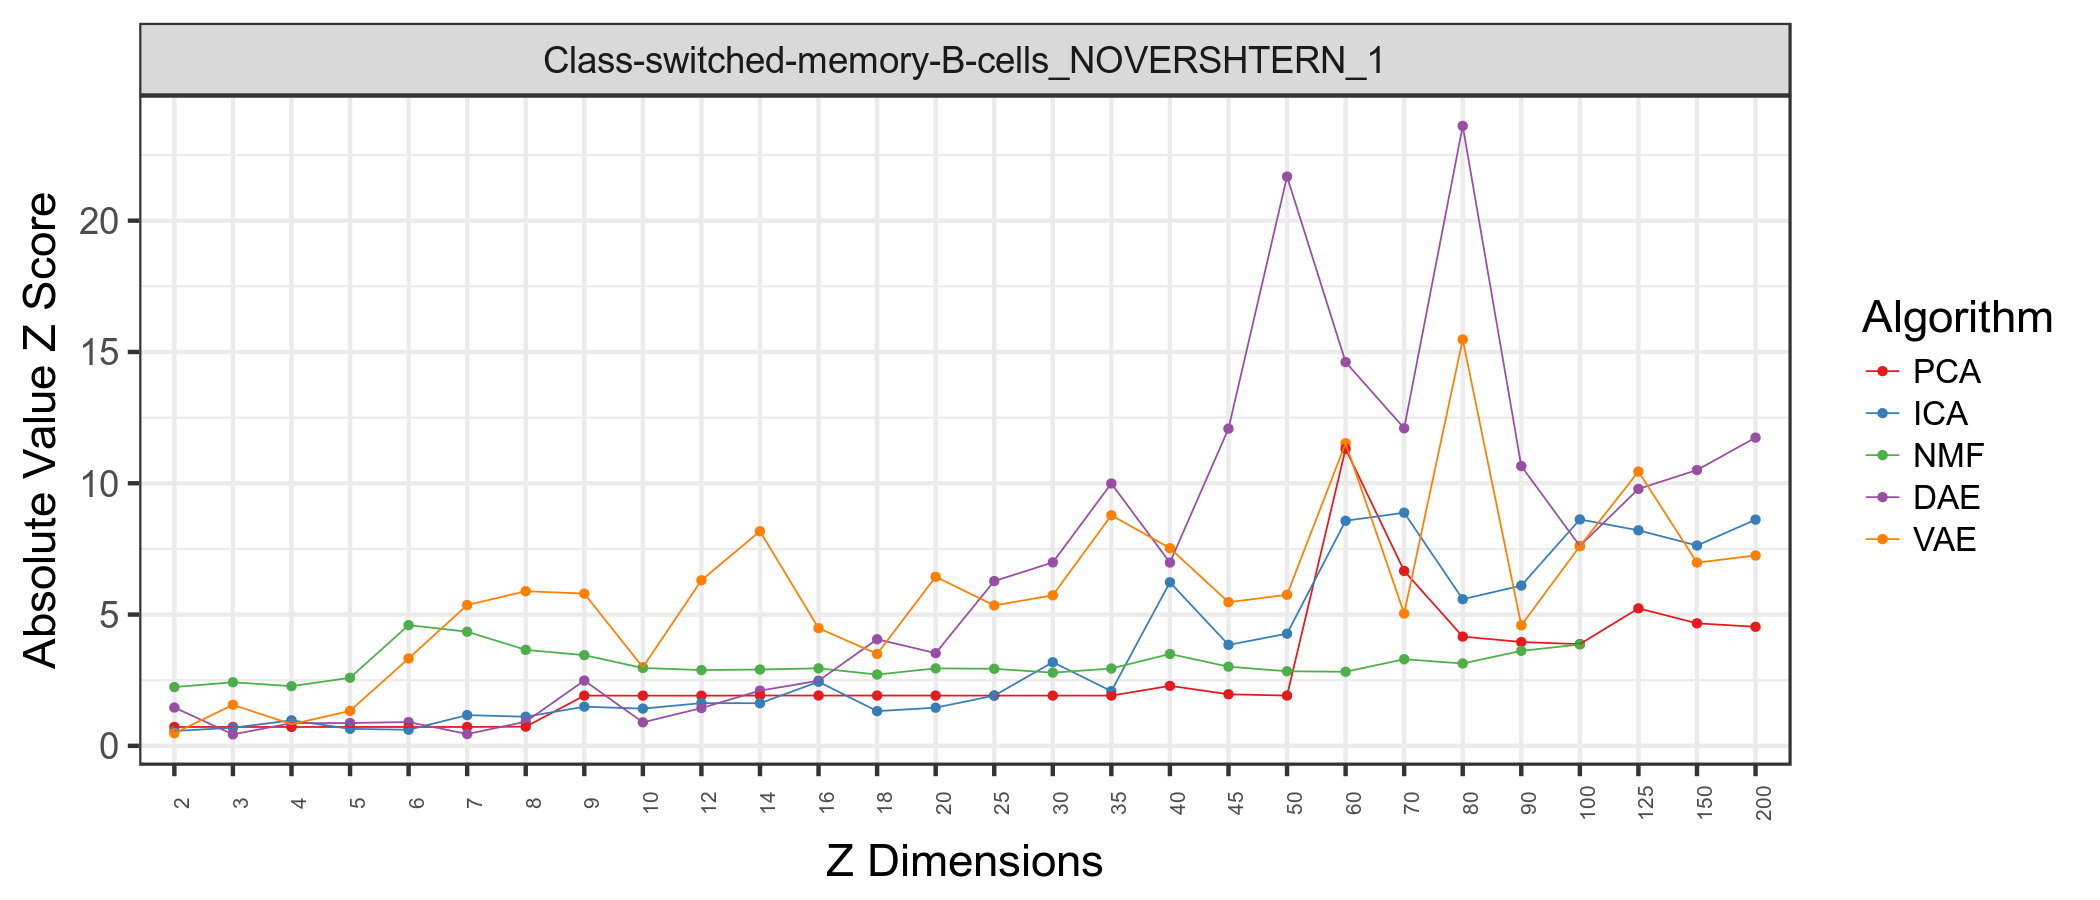 Class-switched-memory-B-cells_NOVERSHTERN_1
Absolute Value Z Score
20
15
10
5
0
2 3 4 5 6 7 8 9 10 12 14 16 18 20 25 30 35 40 45 50 60 70 80 90 100 125 150 200
Z Dimensions
Algorithm
PCA
ICA
NMF
DAE
VAE